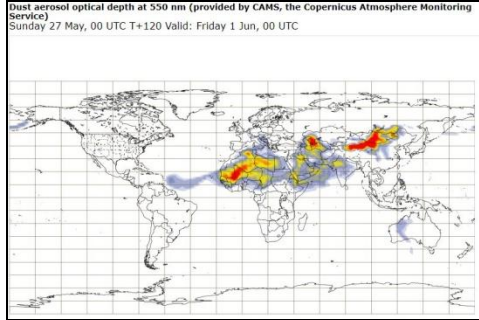 Dust aerosol optical depth at 550 nm (provided by CAMS, the Copernicus Atmosphere Monitoring
Service)
Sunday 27 May, 00 UTC T+120 Valid: Friday 1 Jun, 00 UTC